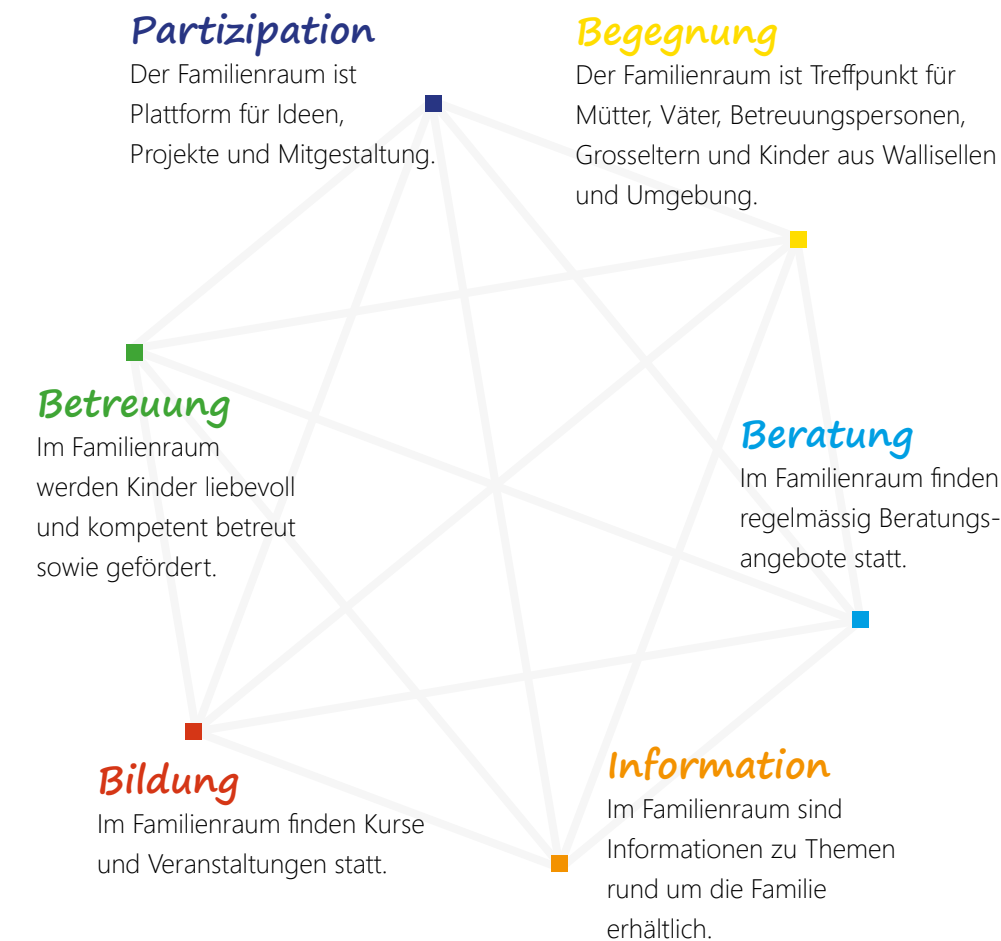 Partizipation
Der Familienraum ist
Plattform für Ideen,
Projekte und Mitgestaltung.
Begegnung
Der Familienraum ist Treffpunkt für
Mütter, Väter, Betreuungspersonen,
Grosseltern und Kinder aus Wallisellen
und Umgebung.
Betreuung
Im Familienraum
werden Kinder liebevoll
und kompetent betreut
sowie gefördert.
Beratung
Im Familienraum finden
regelmässig Beratungs-
angebote statt.
Bildung
Im Familienraum finden Kurse
und Veranstaltungen statt.
Information
Im Familienraum sind
Informationen zu Themen
rund um die Familie
erhältlich.